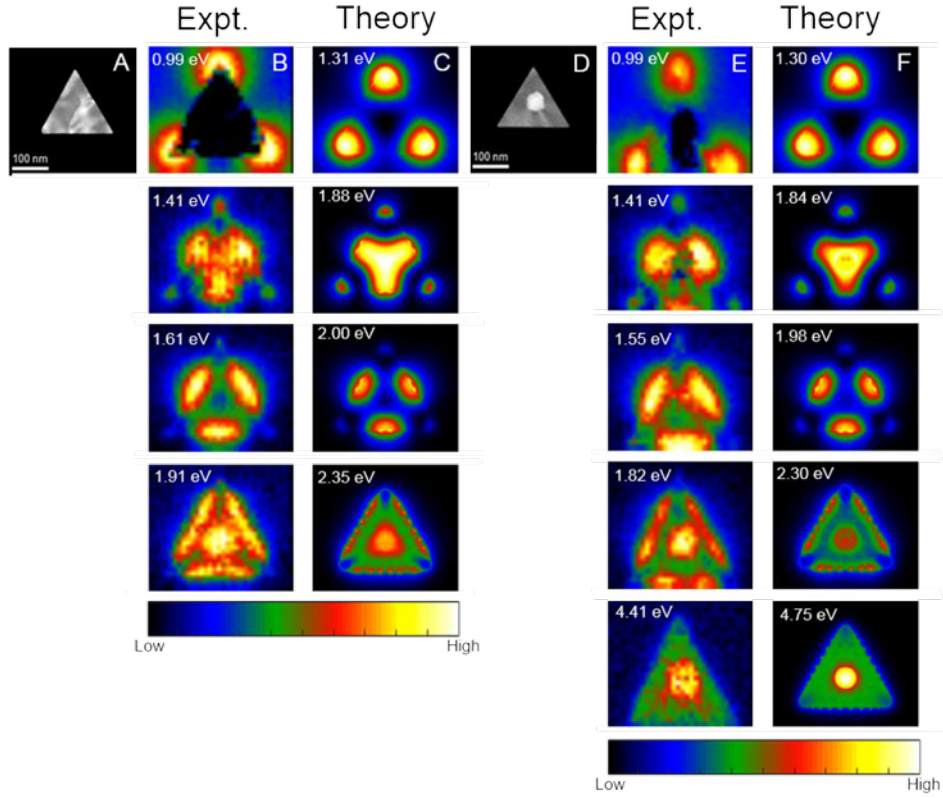 Expt. Theory Expt. Theory
A 0.99 eV B 1.31 eV C D 0.99 eV E 1.30 eV F
100 nm 100 nm
1.41 eV 1.88 eV 1.41 eV 1.84 eV
1.61 eV 2.00 eV 1.55 eV 1.98 eV
1.91 eV 2.35 eV 1.82 eV 2.30 eV
4.41 eV 4.75 eV
Low High
Low High